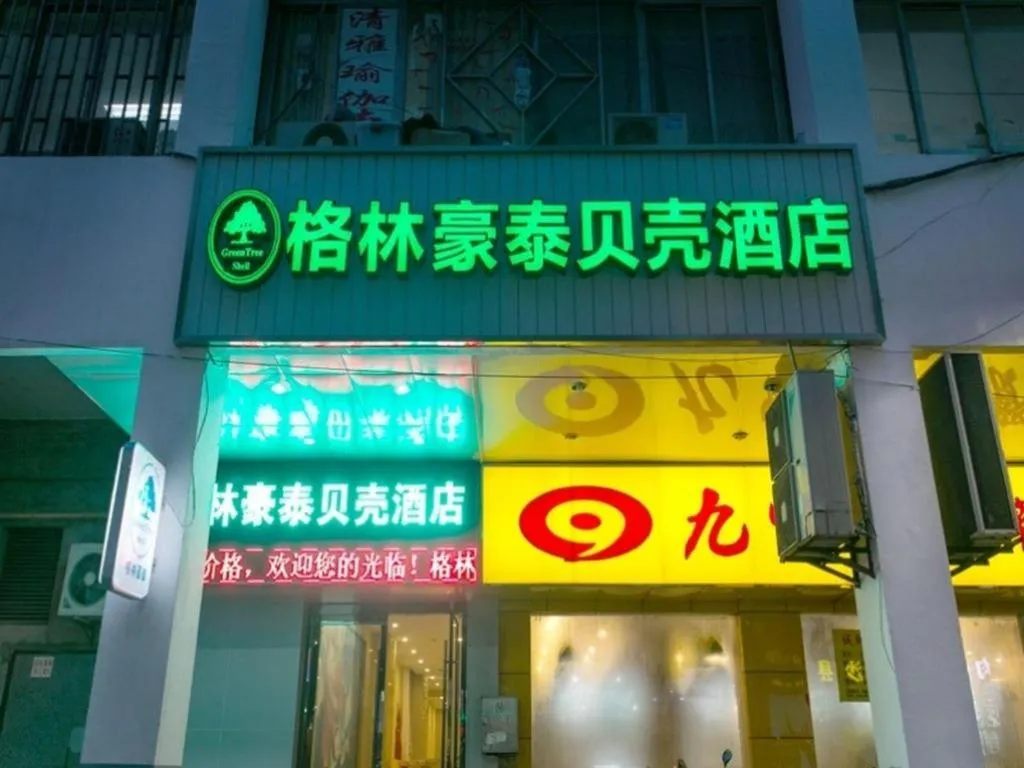 清雅瑜伽
GreenTree
Shell
格林豪泰贝壳酒店
林豪泰贝壳酒店
价格,欢迎您的光临!格林
九